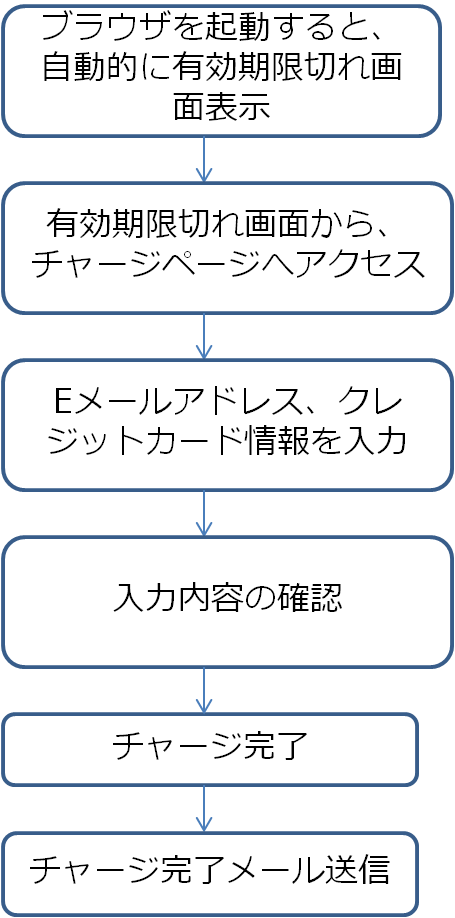 ブラウザを起動すると、
自動的に有効期限切れ画
面表示
有効期限切れ画面から、
チャージページへアクセス
Eメールアドレス、クレ
ジットカード情報を入力
入力内容の確認
チャージ完了
チャージ完了メール送信